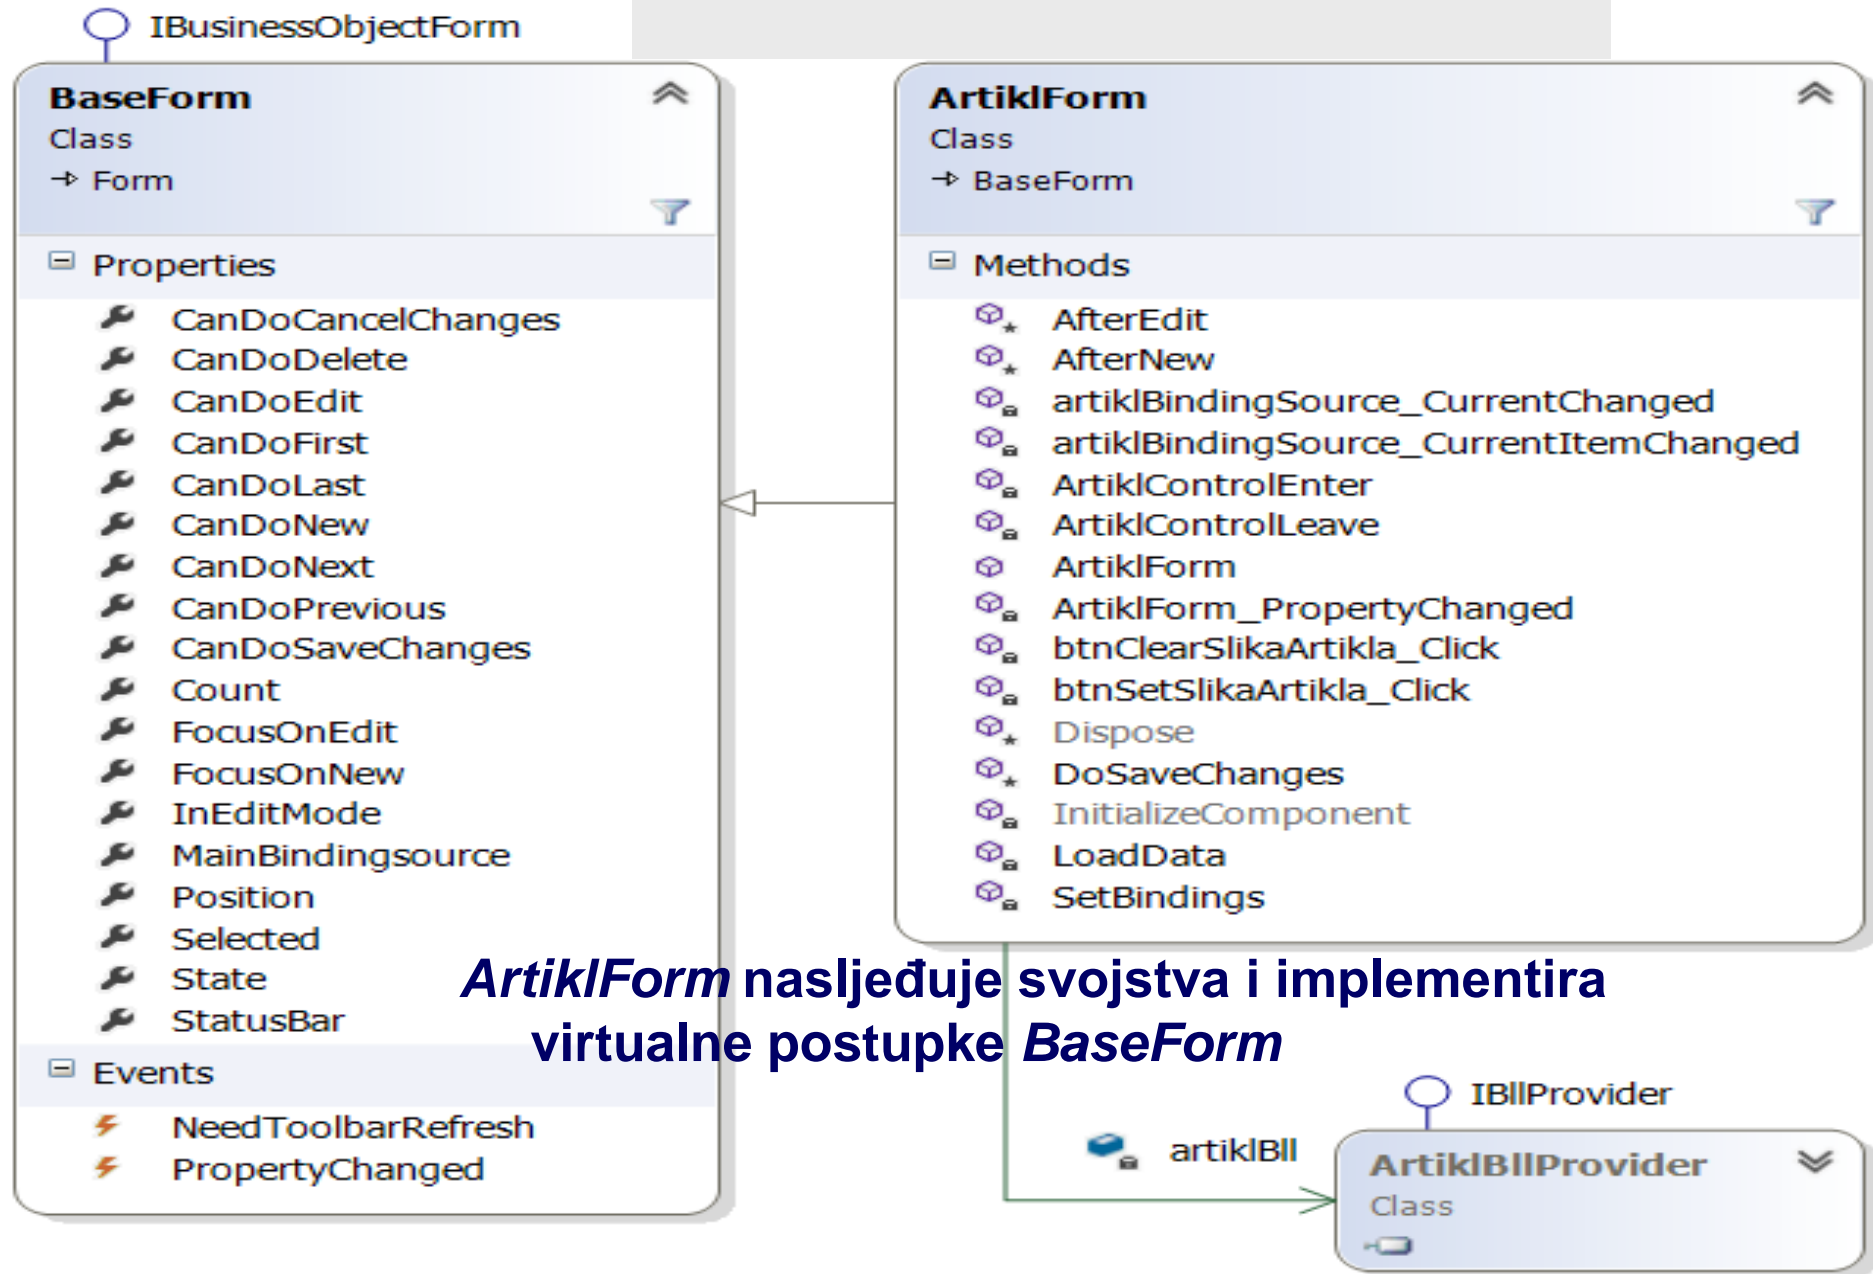 IBusinessObjectForm
BaseForm
Class
Form
Properties
CanDoCancelChanges
CanDoDelete
CanDoEdit
CanDoFirst
CanDoLast
CanDoNew
CanDoNext
CanDoPrevious
CanDoSaveChanges
Count
FocusOnEdit
FocusOnNew
InEditMode
MainBindingsource
Position
Selected
State
StatusBar
Events
NeedToolbarRefresh
PropertyChanged
ArtiklForm
Class
BaseForm
Methods
AfterEdit
AfterNew
artiklBindingSource_CurrentChanged
artiklBindingSource_CurrentItemChanged
ArtiklControlEnter
ArtiklControlLeave
ArtiklForm
ArtiklForm_PropertyChanged
btnClearSlikaArtikla_Click
btnSetSlikaArtikla_Click
Dispose
DoSaveChanges
InitializeComponent
LoadData
SetBindings
ArtiklForm nasljeđuje svojstva i implementira
virtualne postupke BaseForm
IBllProvider
artiklBll
ArtiklBllProvider
Class